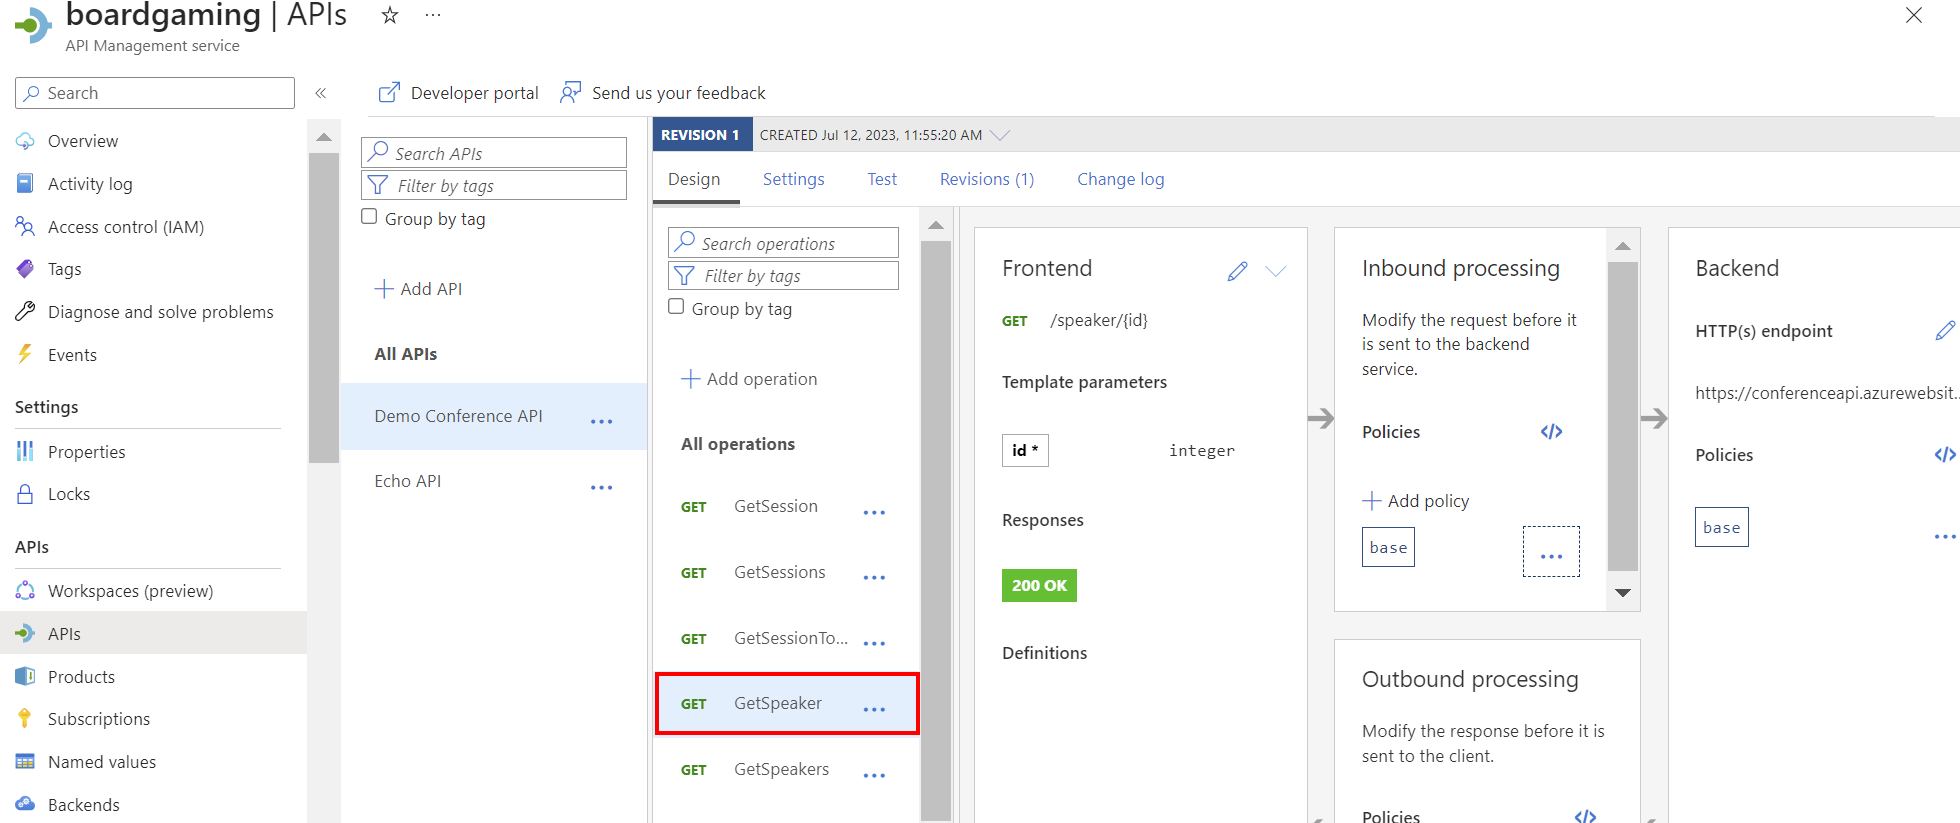 boardgaming | APIs
API Management service
Search
Overview
Activity log
Access control (IAM)
Tags
Diagnose and solve problems
Events
Settings
Properties
Locks
APIs
Workspaces (preview)
APIs
Products
Subscriptions
Named values
Backends
Developer portal
Send us your feedback
Search APIs
Filter by tags
Group by tag
Add API
All APIs
Demo Conference API
Echo API
REVISION 1 CREATED Jul 12, 2023, 11:55:20 AM
Design Settings Test Revisions (1) Change log
Search operations
Filter by tags
Group by tag
Add operation
All operations
GET GetSession
GET GetSessions
GET GetSessionTo...
GET GetSpeaker
GET GetSpeakers
Frontend
GET /speaker/{id}
Template parameters
id * integer
Responses
200 OK
Definitions
Inbound processing
Modify the request before it
is sent to the backend
service.
Policies
Add policy
base
Outbound processing
Modify the response before it is
sent to the client.
Policies
Backend
HTTP(s) endpoint
https://conferenceapi.azurewebsit...
Policies
base